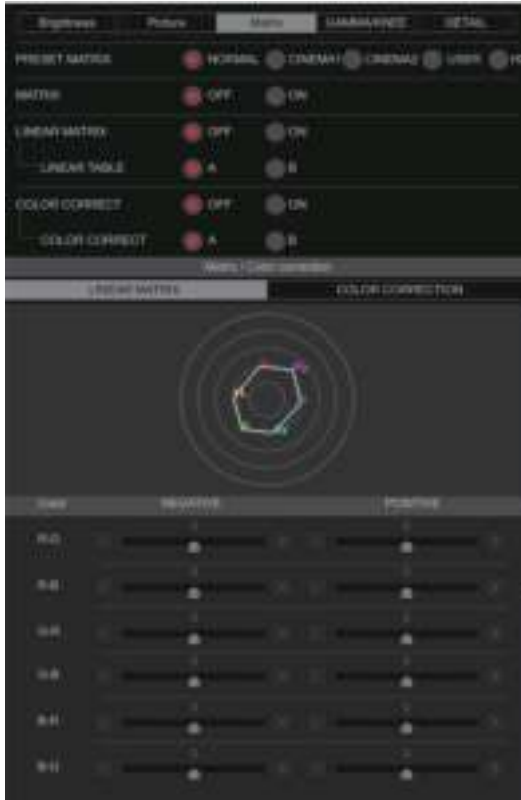 Brightness Picture Matrix GAMMA/KNEE DETAIL
PRESET MATRIX NORMAL CINEMA1 CINEMA2 USER
MATRIX OFF ON
LINEAR MATRIX OFF ON
LINEAR TABLE A B
COLOR CORRECT OFF ON
COLOR CORRECT A B
Matrix / Color correction
LINEAR MATRIX COLOR CORRECTION
NEGATIVE POSITIVE
R-G
R-B
G-R
G-B
B-R
B-G